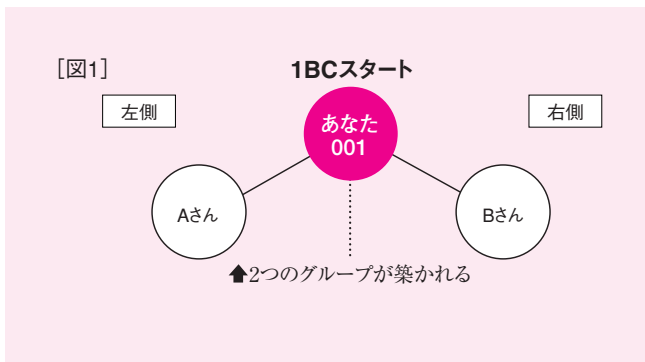 ［図1］
1BCスタート
左側
右側
あなた
001
Aさん
Bさん
⬆2つのグループが築かれる